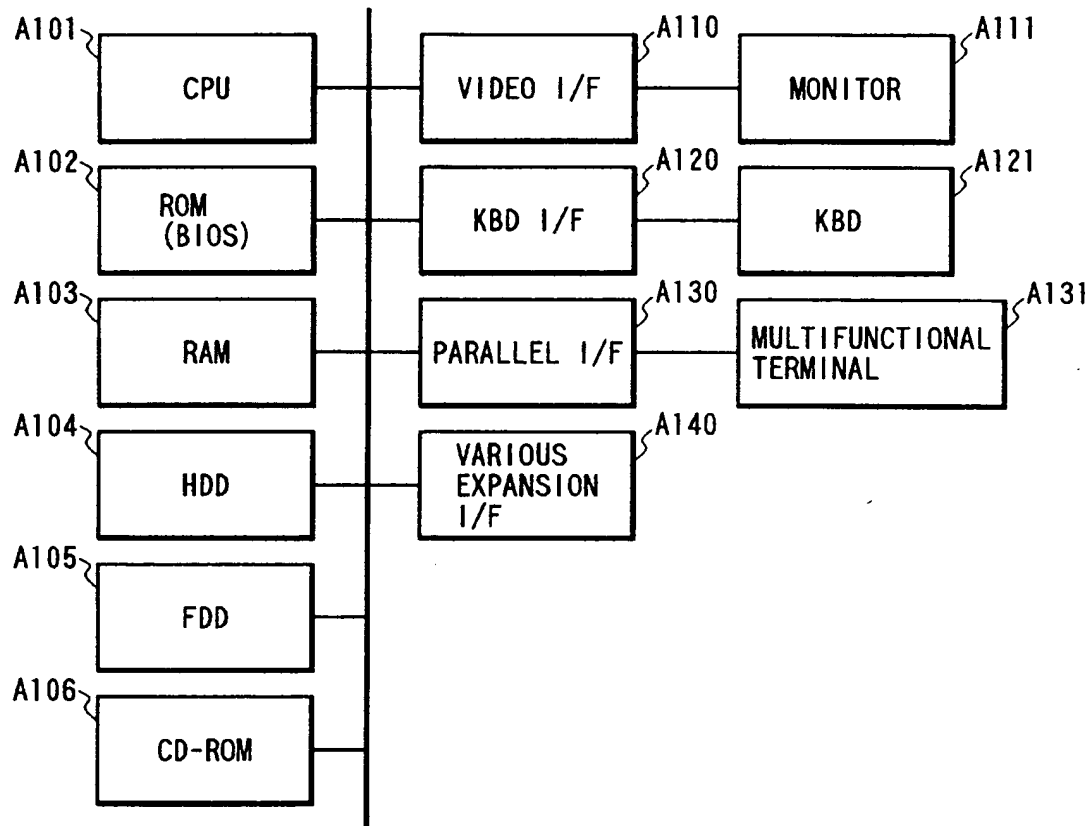 A101
CPU
A110
VIDEO I/F
A111
MONITOR
A102
ROM
(BIOS)
A120
KBD I/F
A121
KBD
A103
RAM
A130
PARALLEL I/F
A131
MULTIFUNCTIONAL
TERMINAL
A104
HDD
A140
VARIOUS
EXPANSION
I/F
A105
FDD
A106
CD-ROM